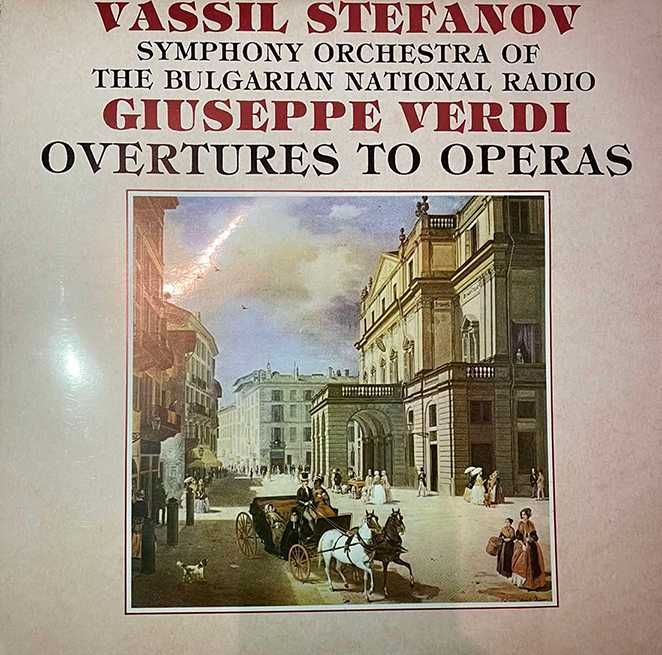 VASSIL STEFANOV
SYMPHONY ORCHESTRA OF
THE BULGARIAN NATIONAL RADIO
GIUSEPPE VERDI
OVERTURES TO OPERAS